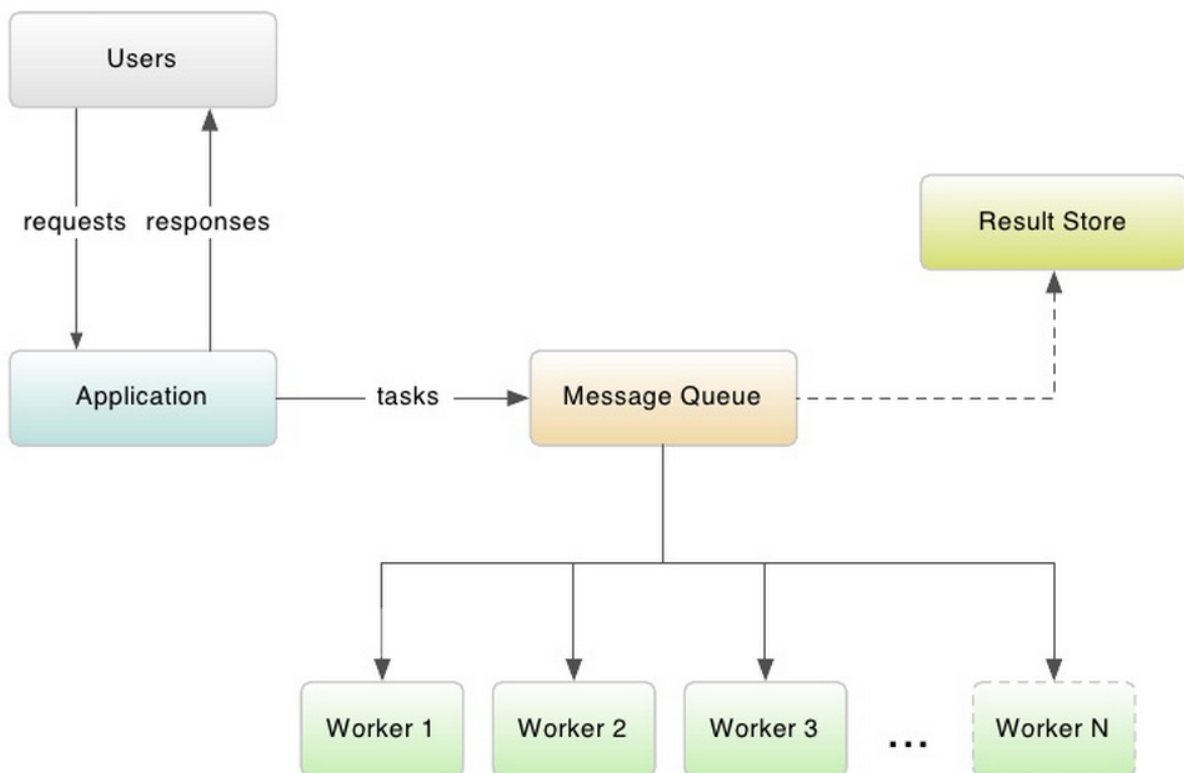 Users
requests responses
Result Store
Application
tasks
Message Queue
Worker 1
Worker 2
Worker 3
...
Worker N